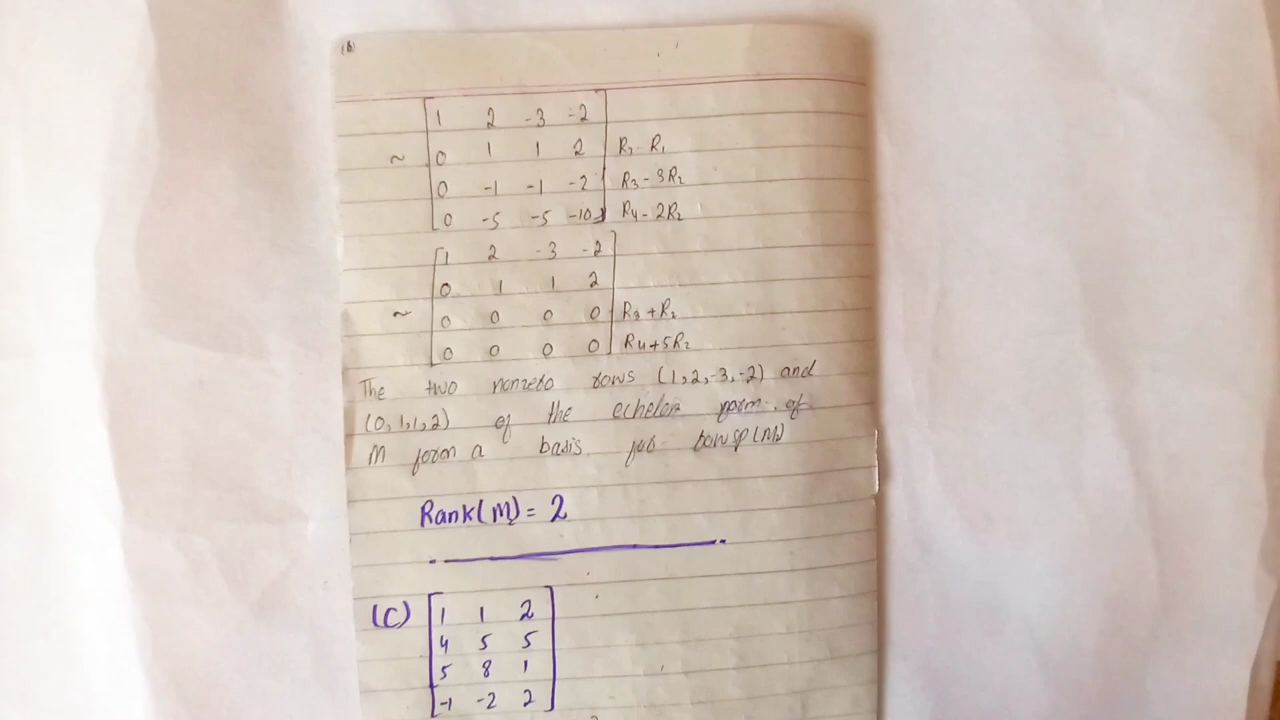 (8)
1 2 -3 -2
~ 0 1 1 2 R2 - R1
0 -1 -1 -2 R3 - 3R2
0 -5 -5 -10 R4 - 2R2
1 2 -3 -2
0 1 1 2
~ 0 0 0 0 R3 + R2
0 0 0 0 R4+5R2
The two nonzero rows (1,2,-3,-2) and
(0,1,1,2) of the echelon form of
M form a basis for rowsp(M)
Rank(M) = 2
(C) 1 1 2
4 5 5
5 8 1
-1 -2 2